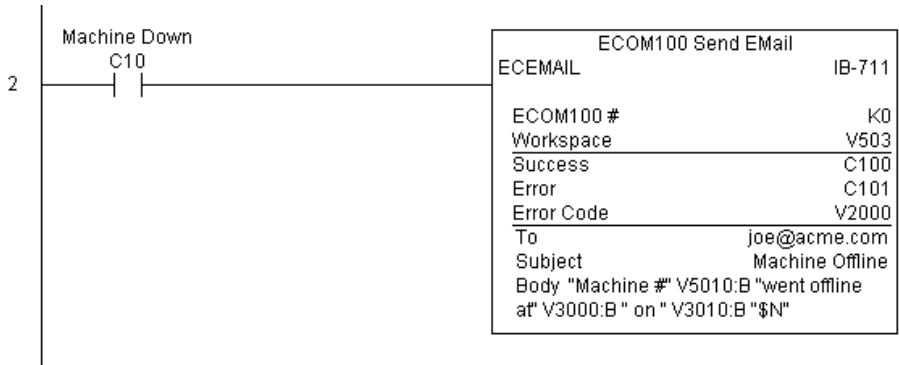 Machine Down
C10
2
ECOM100 Send EMail
ECEMAIL IB-711
ECOM100 # K0
Workspace V503
Success C100
Error C101
Error Code V2000
To joe@acme.com
Subject Machine Offline
Body "Machine #" V5010:B "went offline
at" V3000:B " on " V3010:B "$N"